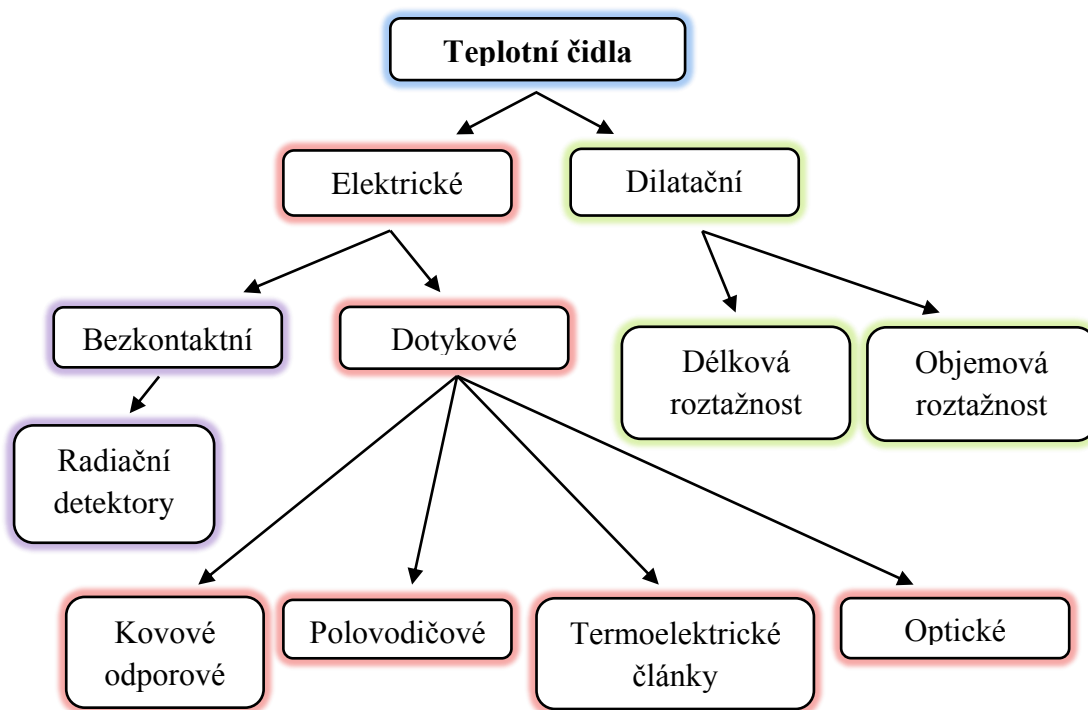 Teplotní čidla
Elektrické
Dilatační
Bezkontaktní
Dotykové
Délková
roztažnost
Objemová
roztažnost
Radiační
detektory
Kovové
odporové
Polovodičové
Termoelektrické
články
Optické